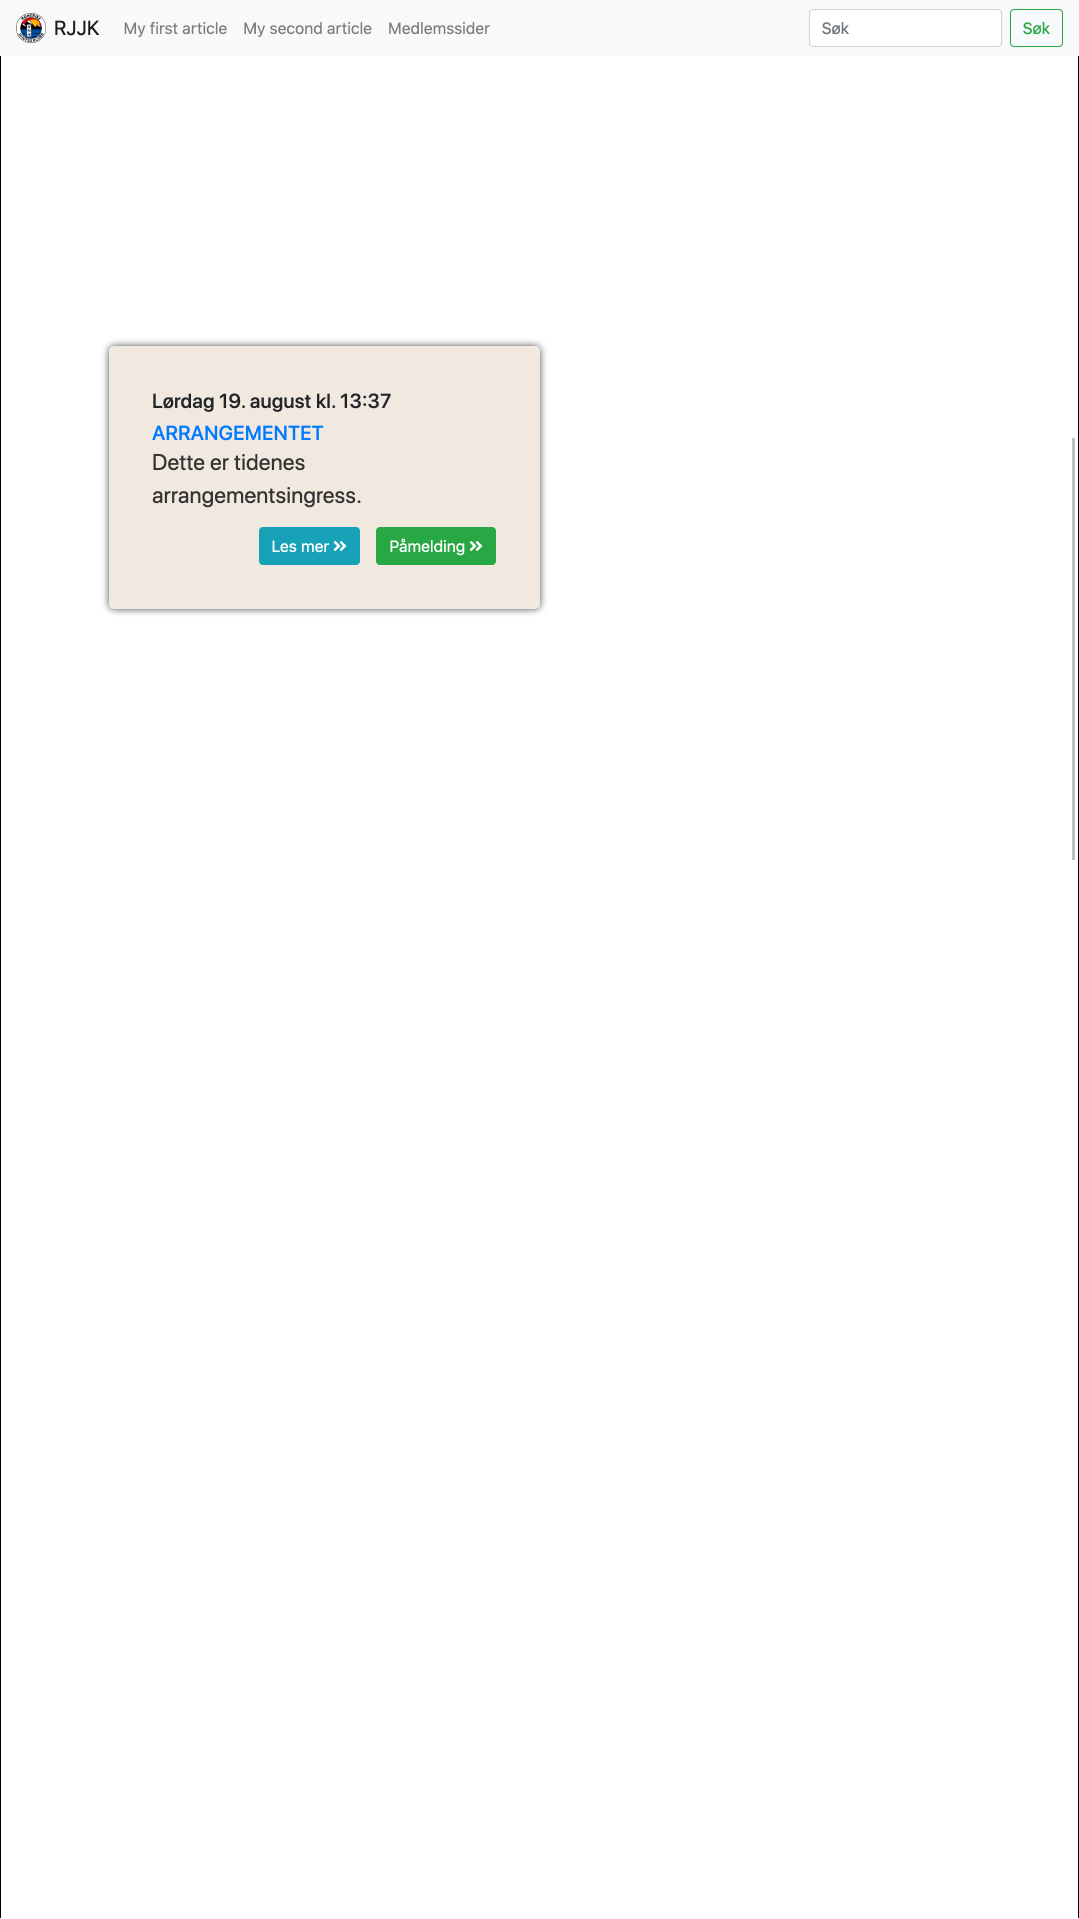 RJJK My first article My second article Medlemssider Søk Søk
Lørdag 19. august kl. 13:37
ARRANGEMENTET
Dette er tidenes
arrangementsingress.
Les mer » Påmelding »